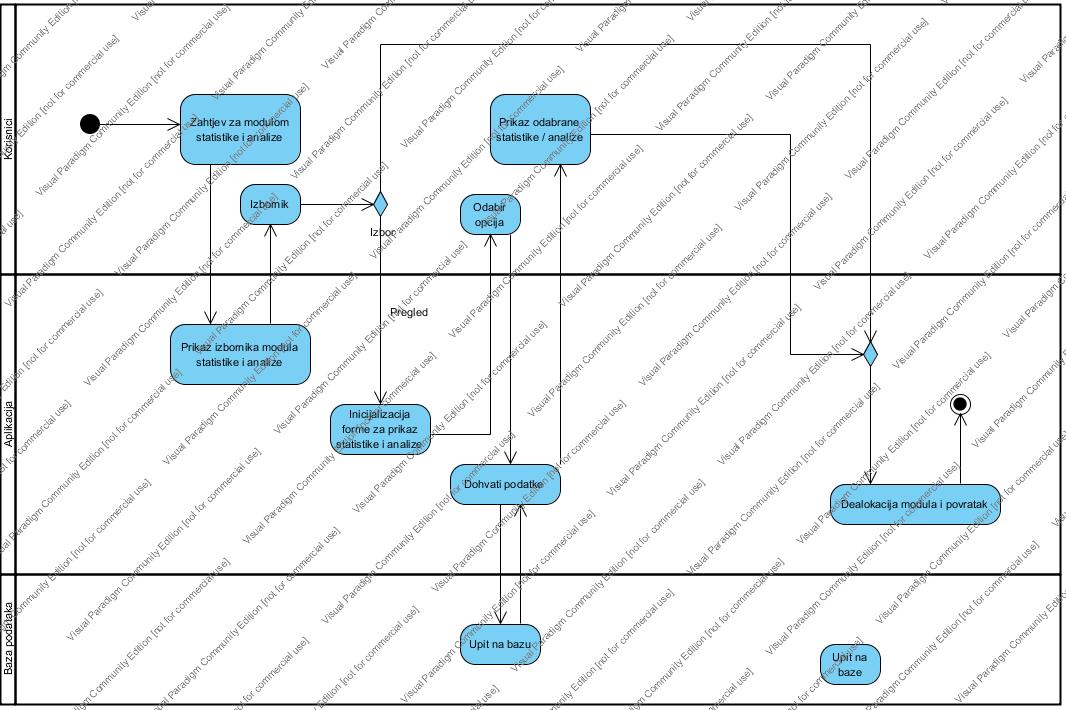 Korisnici
Zahtjev za modulom
statistike i analize
Izbornik
Izbor
Odabir
opcija
Prikaz odabrane
statistike / analize
Aplikacija
Prikaz izbornika modula
statistike i analize
Pregled
Inicijalizacija
forme za prikaz
statistike i analize
Dohvati podatke
Dealokacija modula i povratak
Baza podataka
Upit na bazu
Upit na
baze
Visual Paradigm Community Edition [not for commercial use]